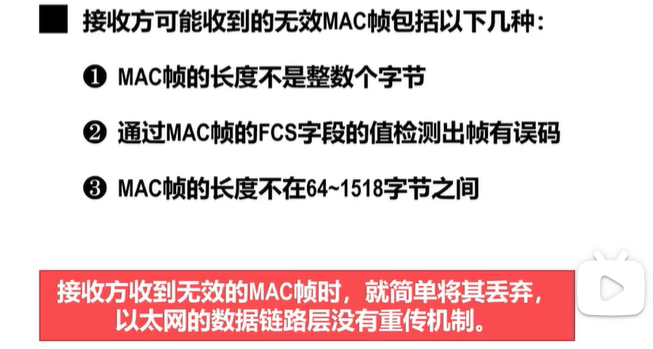 接收方可能收到的无效MAC帧包括以下几种：
❶ MAC帧的长度不是整数个字节
❷ 通过MAC帧的FCS字段的值检测出帧有误码
❸ MAC帧的长度不在64~1518字节之间
接收方收到无效的MAC帧时，就简单将其丢弃，
以太网的数据链路层没有重传机制。